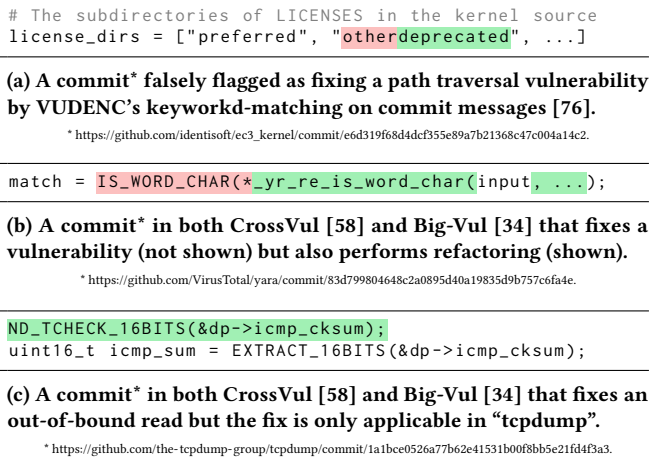 # The subdirectories of LICENSES in the kernel source
license_dirs = ["preferred", "otherdeprecated", ...]
(a) A commit* falsely flagged as fixing a path traversal vulnerability
by VUDENC's keyworkd-matching on commit messages [76].
* https://github.com/identisoft/ec3_kernel/commit/e6d319f68d4dcf355e89a7b21368c47c004a14c2.
match = IS_WORD_CHAR(*_yr_re_is_word_char(input, ...);
(b) A commit* in both CrossVul [58] and Big-Vul [34] that fixes a
vulnerability (not shown) but also performs refactoring (shown).
* https://github.com/VirusTotal/yara/commit/83d799804648c2a0895d40a19835d9b757c6fa4e.
ND_TCHECK_16BITS(&dp->icmp_cksum);
uint16_t icmp_sum = EXTRACT_16BITS(&dp->icmp_cksum);
(c) A commit* in both CrossVul [58] and Big-Vul [34] that fixes an
out-of-bound read but the fix is only applicable in “tcpdump”.
* https://github.com/the-tcpdump-group/tcpdump/commit/1a1bce0526a77b62e41531b00f8bb5e21fd4f3a3.